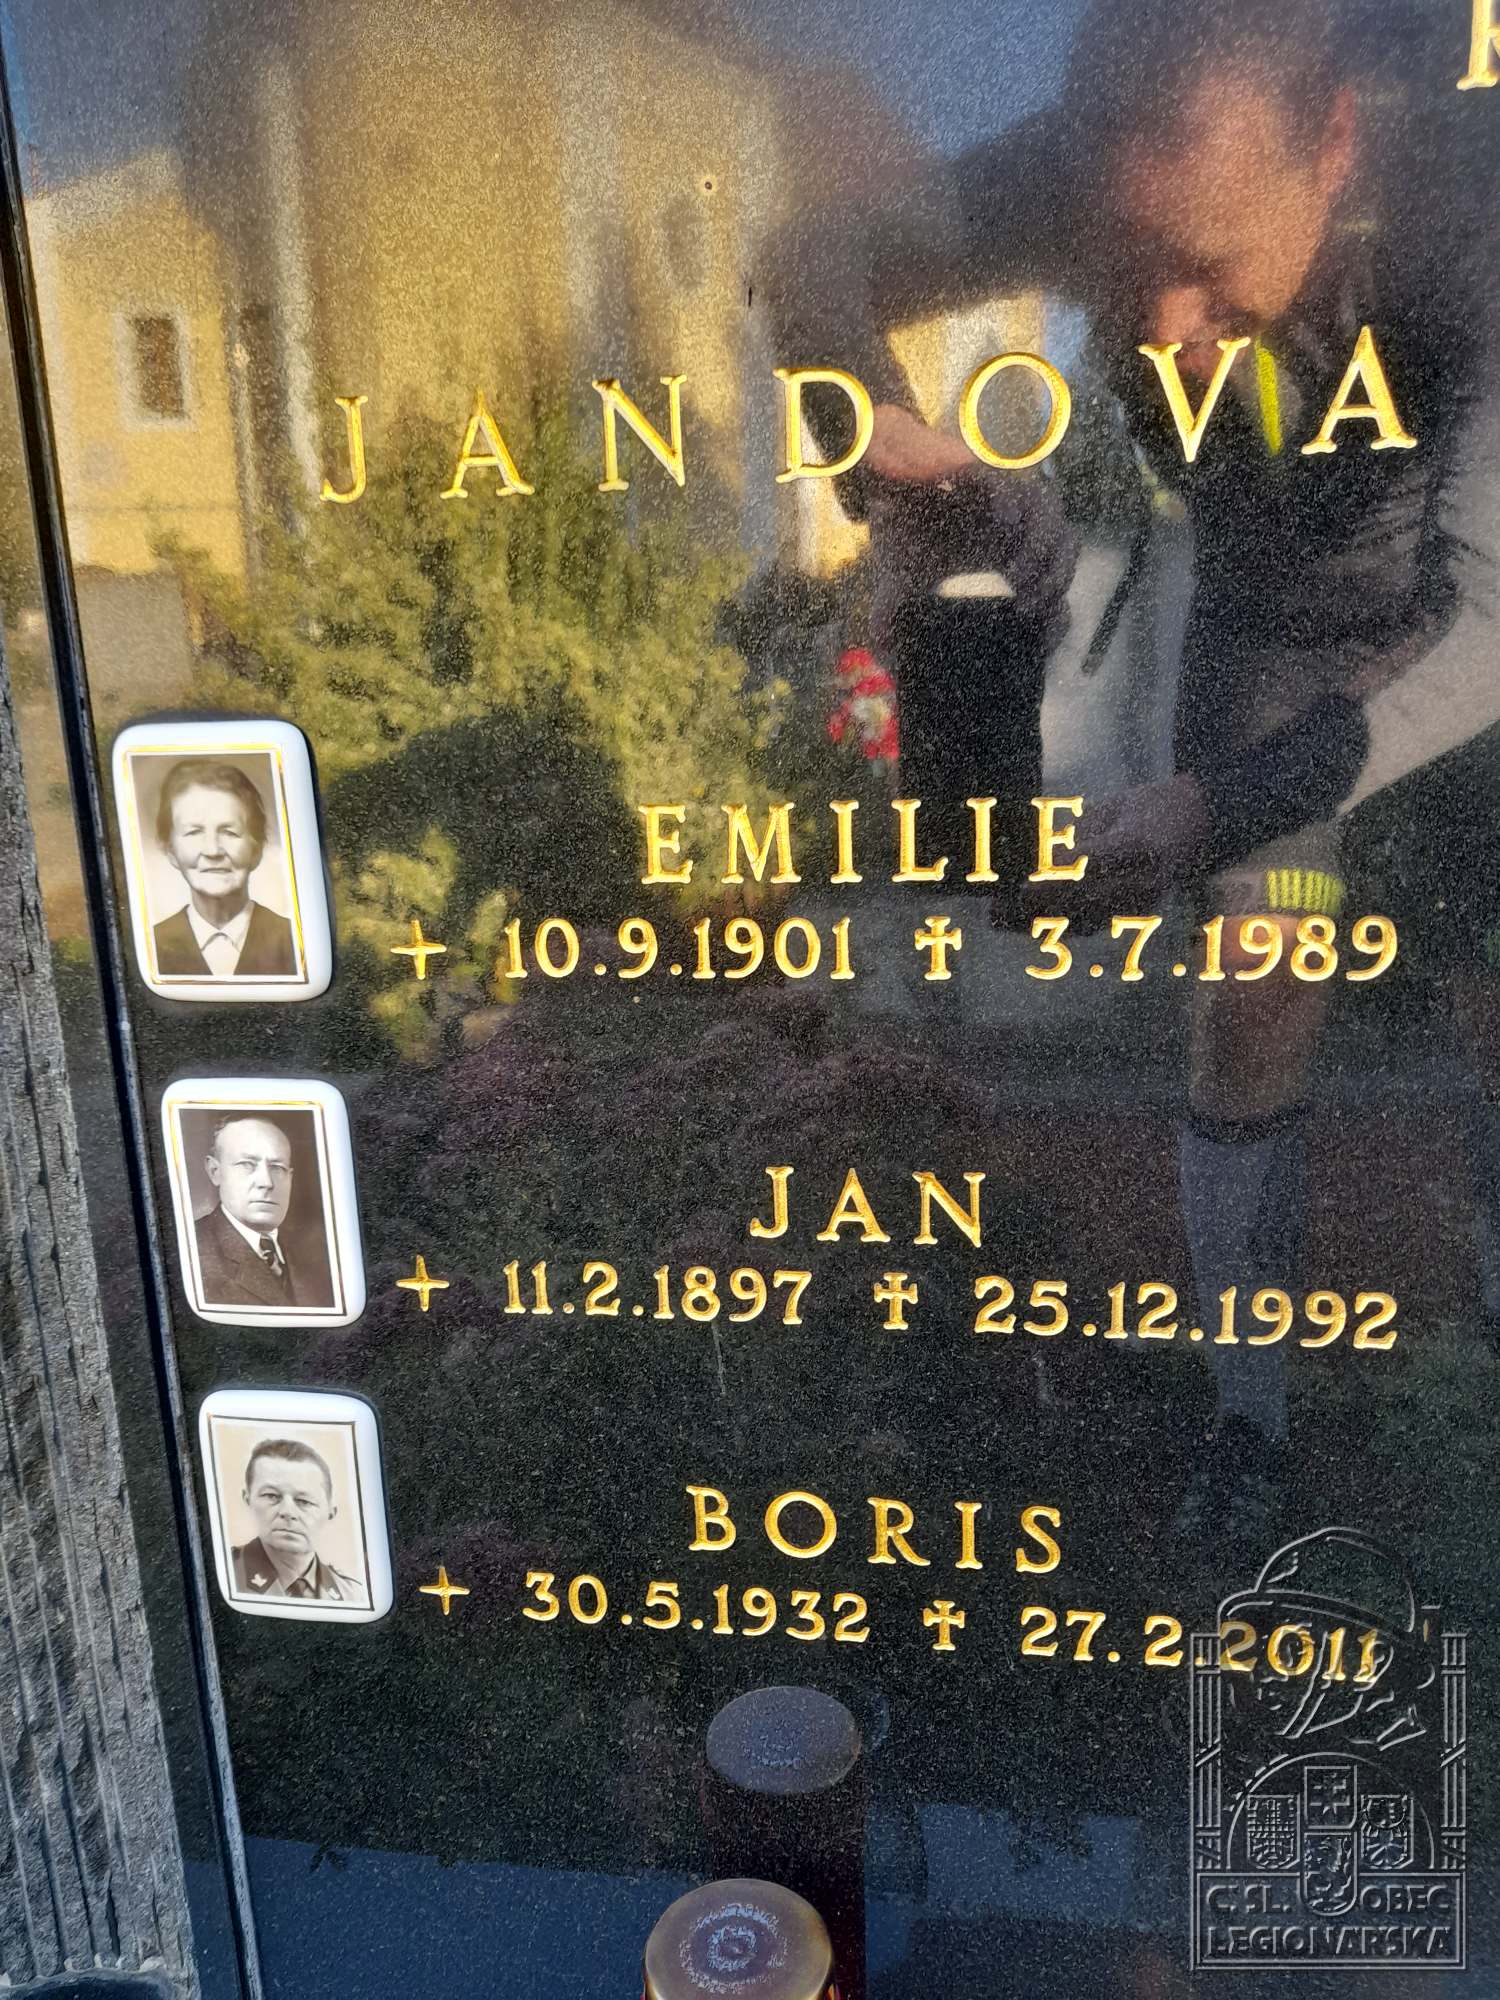 JANDOVA
EMILIE
10.9.1901 ✝ 3.7.1989
JAN
11.2.1897 ✝ 25.12.1992
BORIS
30.5.1932 ✝ 27.2.2011
ČSL. OBEC
LEGIONÁŘSKÁ